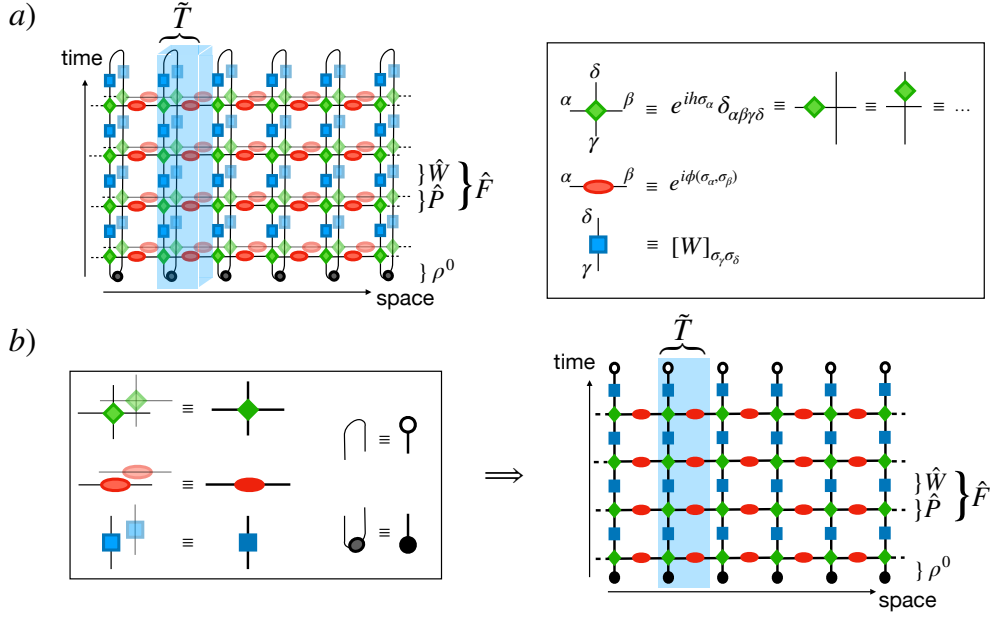 a)
T̃
time
} Ŵ
} P̂
} F̂
} ρ⁰
space
δ
α β ≡ e^{ihσ_α} δ_{αβγδ} ≡ ≡ ≡ ...
γ
α β ≡ e^{iϕ(σ_α,σ_β)}
δ
≡ [W]_{σ_γσ_δ}
γ
b)
≡
≡
≡
≡
≡
⟹
T̃
time
} Ŵ
} P̂
} F̂
} ρ⁰
space